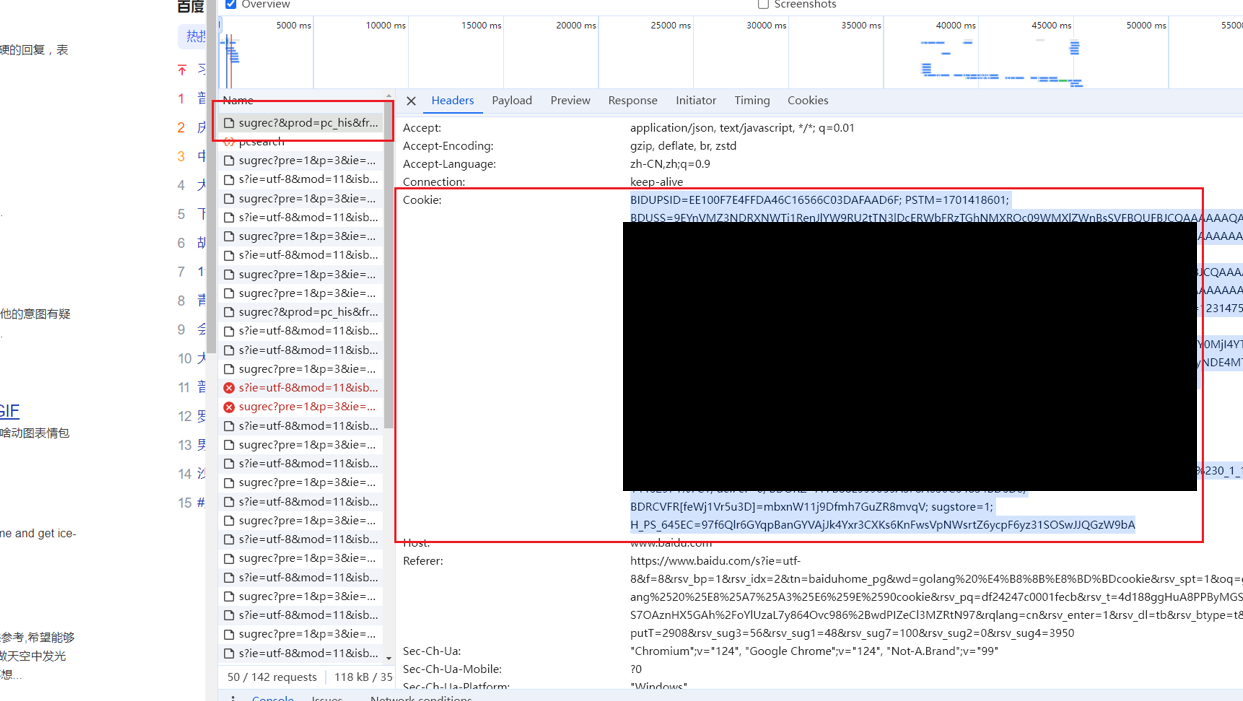 百度
Overview
Screenshots
热搜
5000 ms
10000 ms
15000 ms
20000 ms
25000 ms
30000 ms
35000 ms
40000 ms
45000 ms
50000 ms
硬的回复，表
他的意图有疑
GIF
啥动图表情包
me and get ice-
参考,希望能够
做天空中发光
想...
1
2
3
4
5
6
7
8
9
10
11
12
13
14
15 #
Name
sugrec?&prod=pc_his&fr...
pcsearch
sugrec?pre=1&p=3&ie=...
s?ie=utf-8&mod=11&isb...
sugrec?pre=1&p=3&ie=...
s?ie=utf-8&mod=11&isb...
sugrec?pre=1&p=3&ie=...
s?ie=utf-8&mod=11&isb...
sugrec?pre=1&p=3&ie=...
sugrec?pre=1&p=3&ie=...
sugrec?&prod=pc_his&fr...
s?ie=utf-8&mod=11&isb...
s?ie=utf-8&mod=11&isb...
sugrec?pre=1&p=3&ie=...
s?ie=utf-8&mod=11&isb...
sugrec?pre=1&p=3&ie=...
s?ie=utf-8&mod=11&isb...
sugrec?pre=1&p=3&ie=...
s?ie=utf-8&mod=11&isb...
sugrec?pre=1&p=3&ie=...
s?ie=utf-8&mod=11&isb...
sugrec?pre=1&p=3&ie=...
s?ie=utf-8&mod=11&isb...
sugrec?pre=1&p=3&ie=...
s?ie=utf-8&mod=11&isb...
sugrec?pre=1&p=3&ie=...
s?ie=utf-8&mod=11&isb...
sugrec?pre=1&p=3&ie=...
s?ie=utf-8&mod=11&isb...
50 / 142 requests
118 kB / 35
Headers Payload Preview Response Initiator Timing Cookies
Accept: application/json, text/javascript, */*; q=0.01
Accept-Encoding: gzip, deflate, br, zstd
Accept-Language: zh-CN,zh;q=0.9
Connection: keep-alive
Cookie: BIDUPSID=EE100F7E4FFDA46C16566C03DAFAAD6F; PSTM=1701418601;
BDRCVFR[feWj1Vr5u3D]=mbxnW11j9Dfmh7GuZR8mvqV; sugstore=1;
H_PS_645EC=97f6Qlr6GYqpBanGYVAjJk4Yxr3CXKs6KnFwsVpNWsrtZ6ycpF6yz31SOSwJJQGzW9bA
Host: www.baidu.com
Referer: https://www.baidu.com/s?ie=utf-
8&f=8&rsv_bp=1&rsv_idx=2&tn=baiduhome_pg&wd=golang%20%E4%B8%8B%E8%BD%BDcookie&rsv_spt=1&oq=g
ang%2520%25E8%25A7%25A3%25E6%259E%2590cookie&rsv_pq=df24247c0001fecb&rsv_t=4d188ggHuA8PPByMGS
S7OAznHX5GAh%2FoYlUzaL7y864Ovc986%2BwdPIZeCl3MZRtN97&rqlang=cn&rsv_enter=1&rsv_dl=tb&rsv_btype=t&
putT=2908&rsv_sug3=56&rsv_sug1=48&rsv_sug7=100&rsv_sug2=0&rsv_sug4=3950
Sec-Ch-Ua: "Chromium";v="124", "Google Chrome";v="124", "Not-A.Brand";v="99"
Sec-Ch-Ua-Mobile: ?0
Sec-Ch-Ua-Platform: "Windows"
Console Issues Network conditions